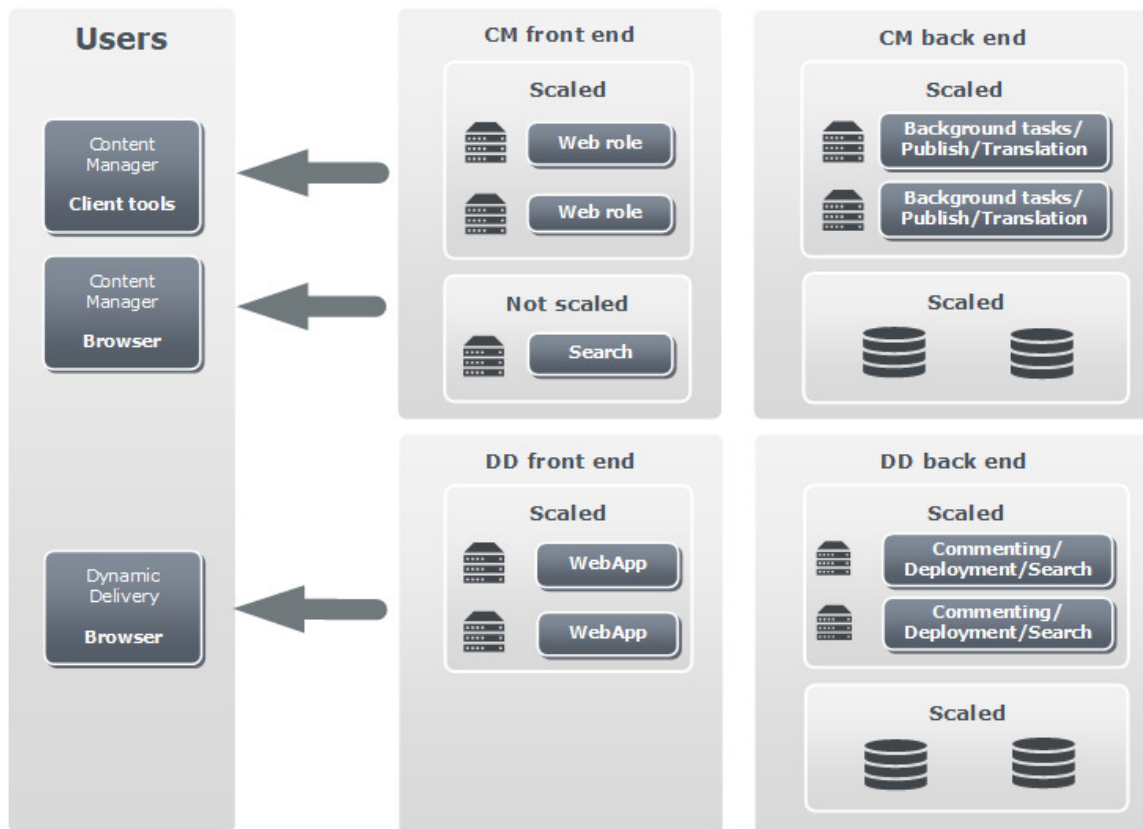 Users
Content
Manager
Client tools
Content
Manager
Browser
Dynamic
Delivery
Browser
CM front end
Scaled
Web role
Web role
Not scaled
Search
CM back end
Scaled
Background tasks/
Publish/Translation
Background tasks/
Publish/Translation
Scaled
DD front end
Scaled
WebApp
WebApp
DD back end
Scaled
Commenting/
Deployment/Search
Commenting/
Deployment/Search
Scaled